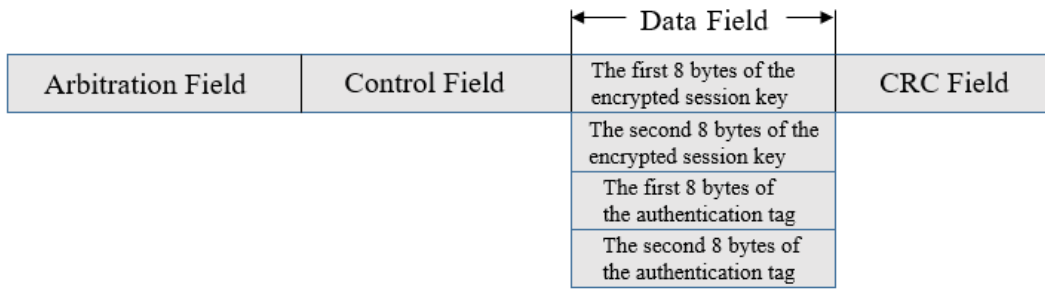 Data Field
Arbitration Field
Control Field
The first 8 bytes of the
encrypted session key
CRC Field
The second 8 bytes of the
encrypted session key
The first 8 bytes of
the authentication tag
The second 8 bytes of
the authentication tag